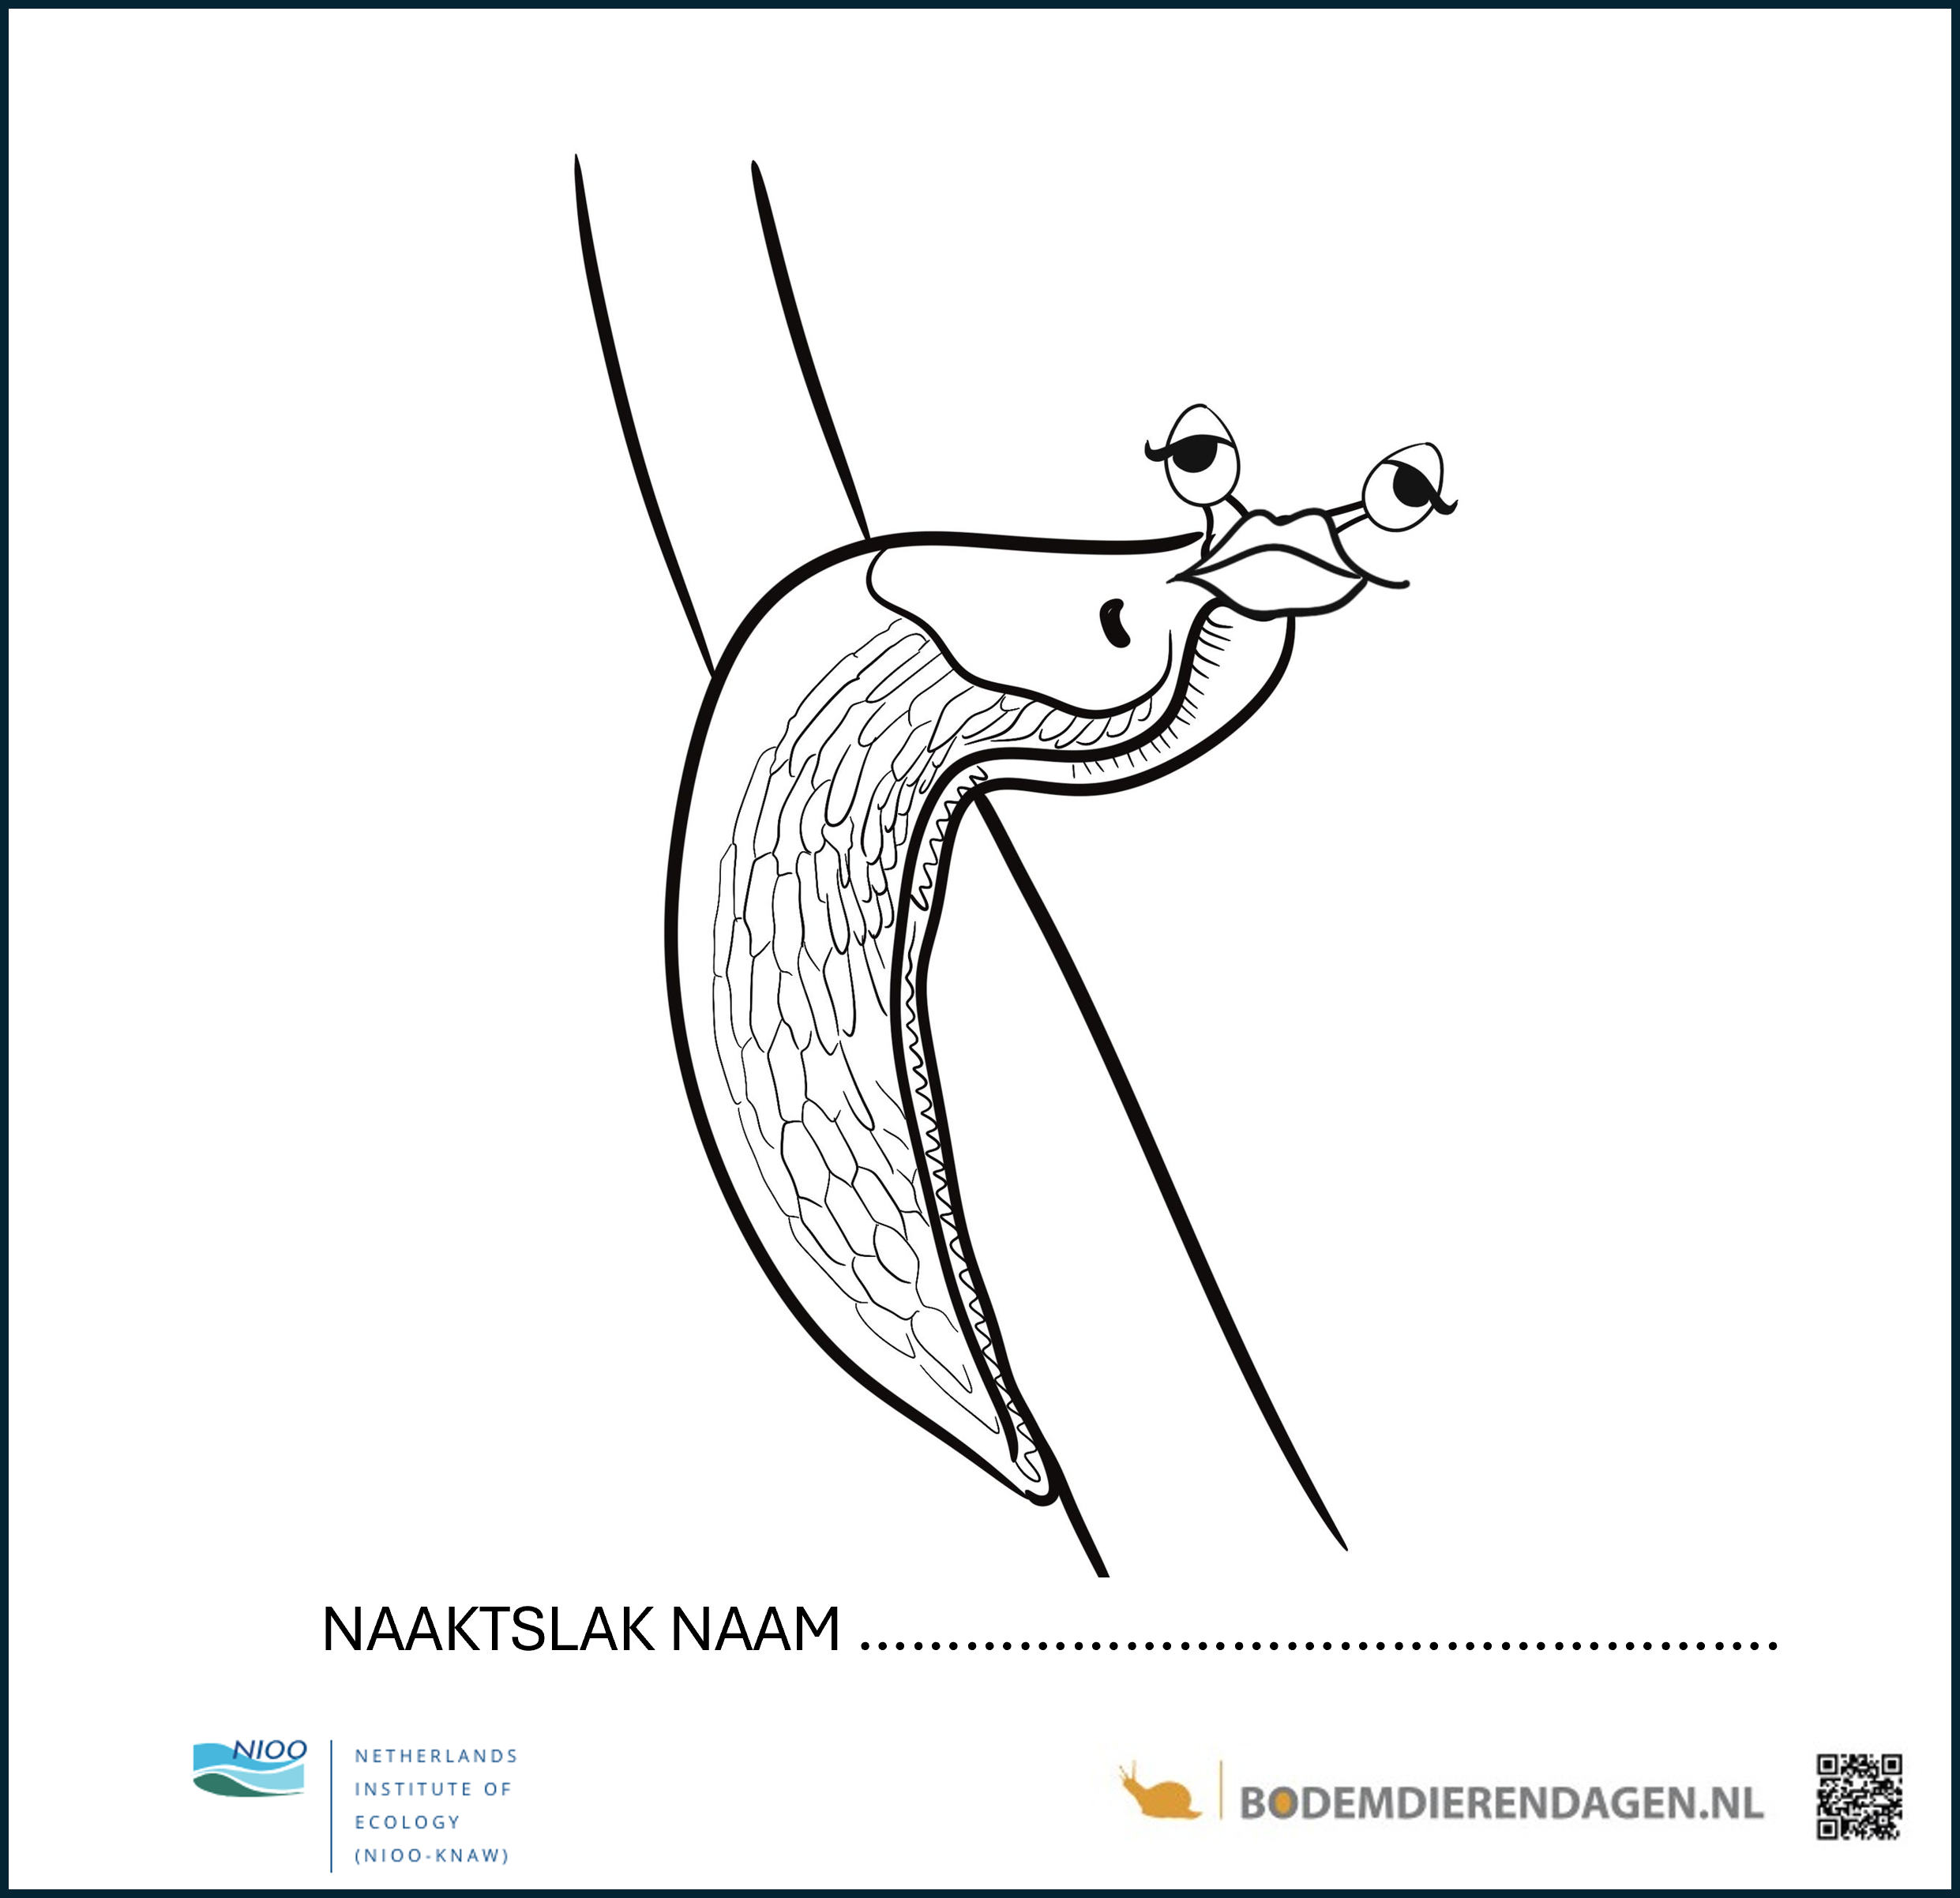 NAAKTSLAK NAAM ....................................................
NIOO
NETHERLANDS
INSTITUTE OF
ECOLOGY
(NIOO-KNAW)
BODEMDIERENDAGEN.NL